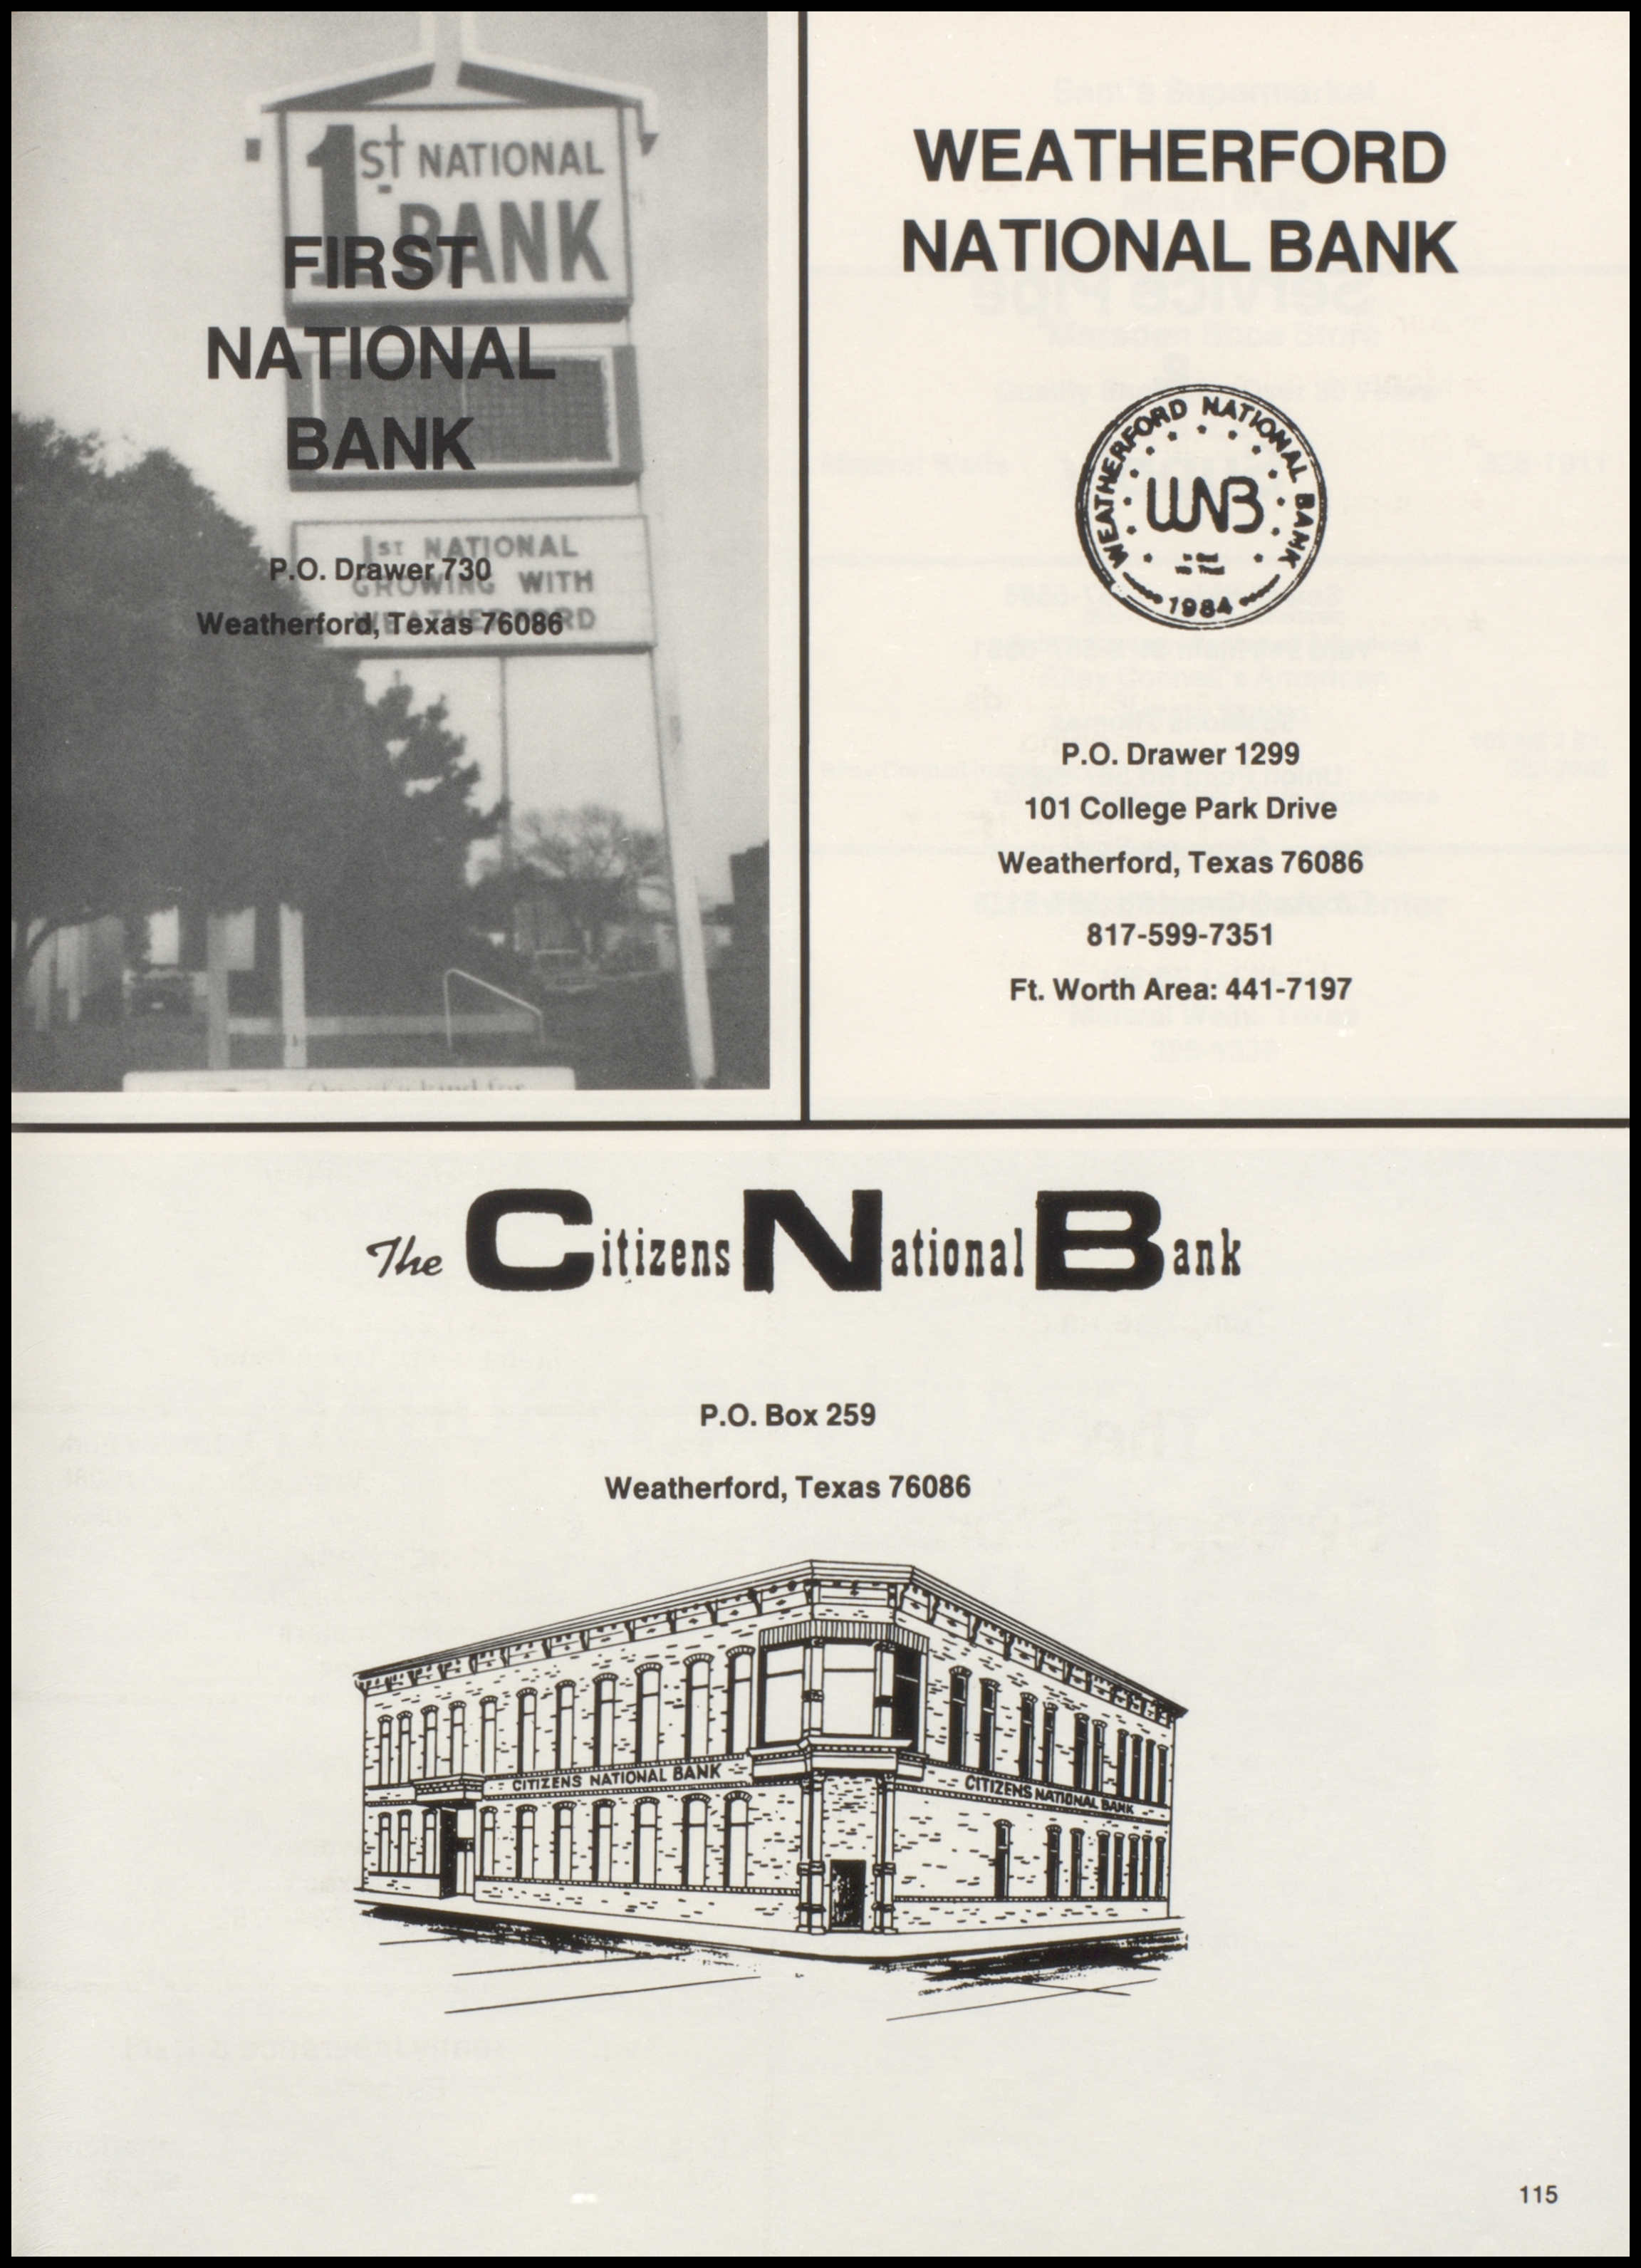 1st NATIONAL
BANK
FIRST
NATIONAL
BANK
1ST NATIONAL
GROWING WITH
WEATHERFORD
P.O. Drawer 730
Weatherford, Texas 76086
WEATHERFORD
NATIONAL BANK
WEATHERFORD NATIONAL BANK
WNB
1984
P.O. Drawer 1299
101 College Park Drive
Weatherford, Texas 76086
817-599-7351
Ft. Worth Area: 441-7197
The Citizens National Bank
P.O. Box 259
Weatherford, Texas 76086
CITIZENS NATIONAL BANK
CITIZENS NATIONAL BANK
115